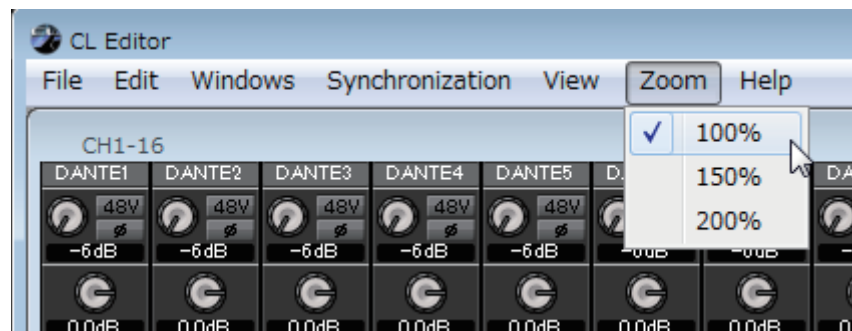 CL Editor
File Edit Windows Synchronization View Zoom Help
CH1-16
100%
150%
200%
DANTE1 DANTE2 DANTE3 DANTE4 DANTE5 D DA
48V 48V 48V 48V 48V
ø ø ø ø ø
-6dB -6dB -6dB -6dB -6dB
0.0dB 0.0dB 0.0dB 0.0dB 0.0dB 0.0dB 0.0dB 0